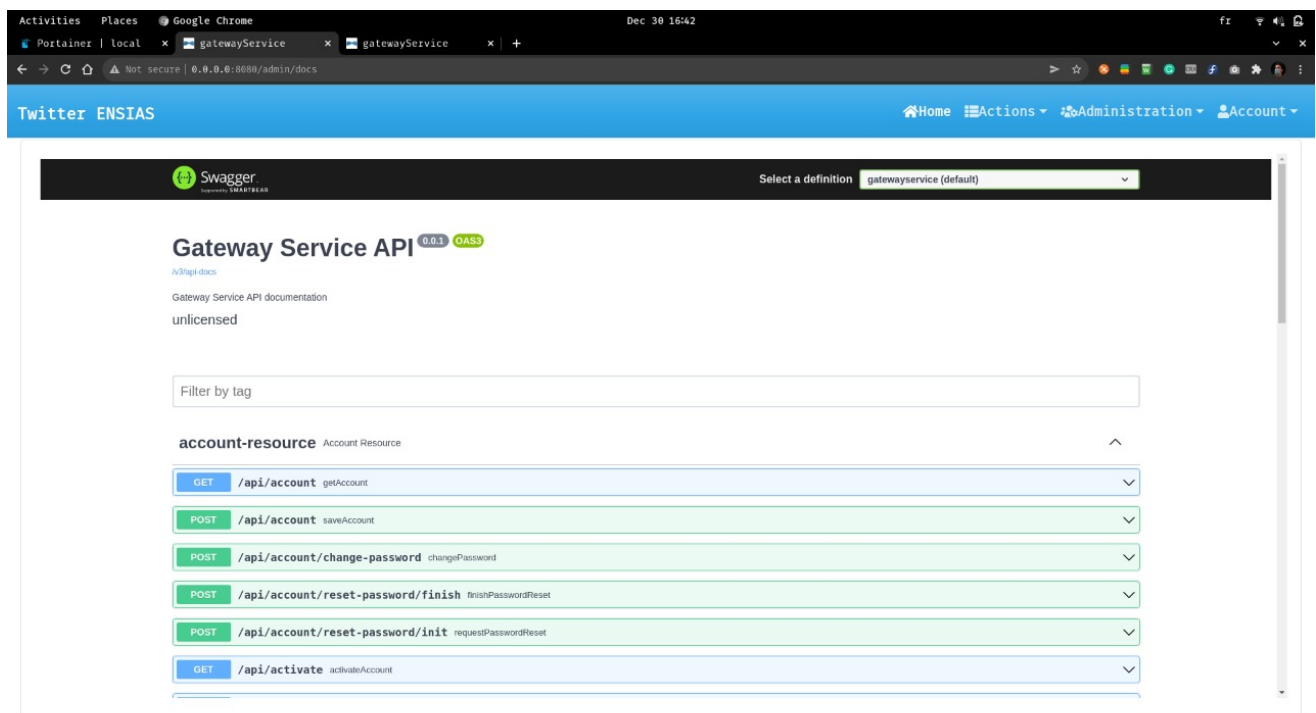 Activities Places Google Chrome Dec 30 16:42 fr
Portainer | local × gatewayService × gatewayService × +
Not secure | 0.0.0.0:8080/admin/docs
Twitter ENSIAS Home Actions Administration Account
Swagger. Supported by SMARTBEAR Select a definition gatewayservice (default)
Gateway Service API 0.0.1 OAS3
/v3/api-docs
Gateway Service API documentation
unlicensed
Filter by tag
account-resource Account Resource
GET /api/account getAccount
POST /api/account saveAccount
POST /api/account/change-password changePassword
POST /api/account/reset-password/finish finishPasswordReset
POST /api/account/reset-password/init requestPasswordReset
GET /api/activate activateAccount